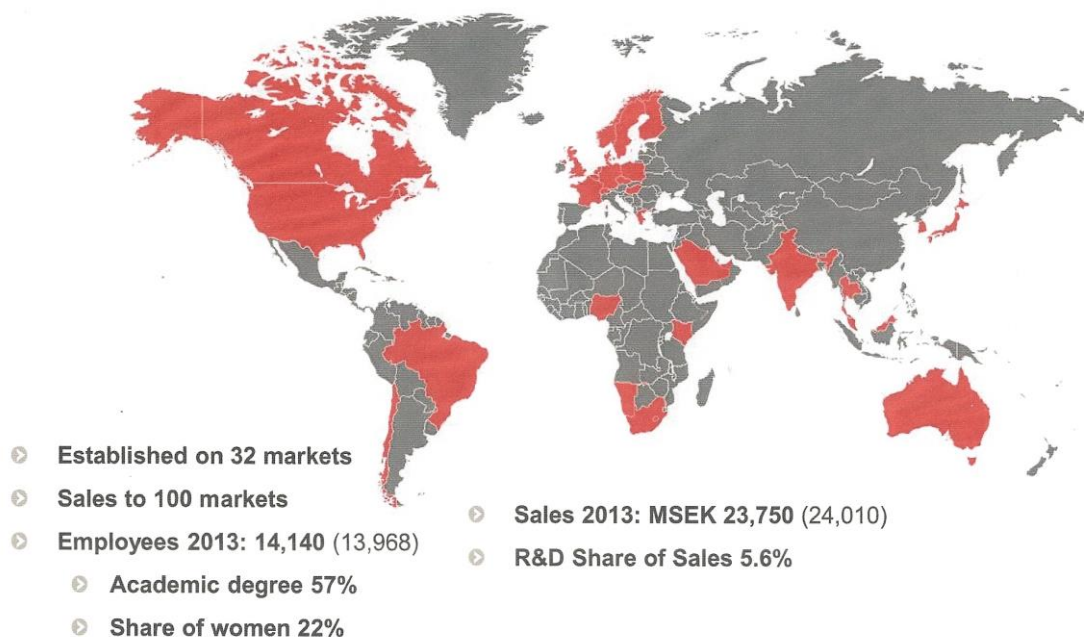 Established on 32 markets
Sales to 100 markets
Employees 2013: 14,140 (13,968)
Academic degree 57%
Share of women 22%
Sales 2013: MSEK 23,750 (24,010)
R&D Share of Sales 5.6%